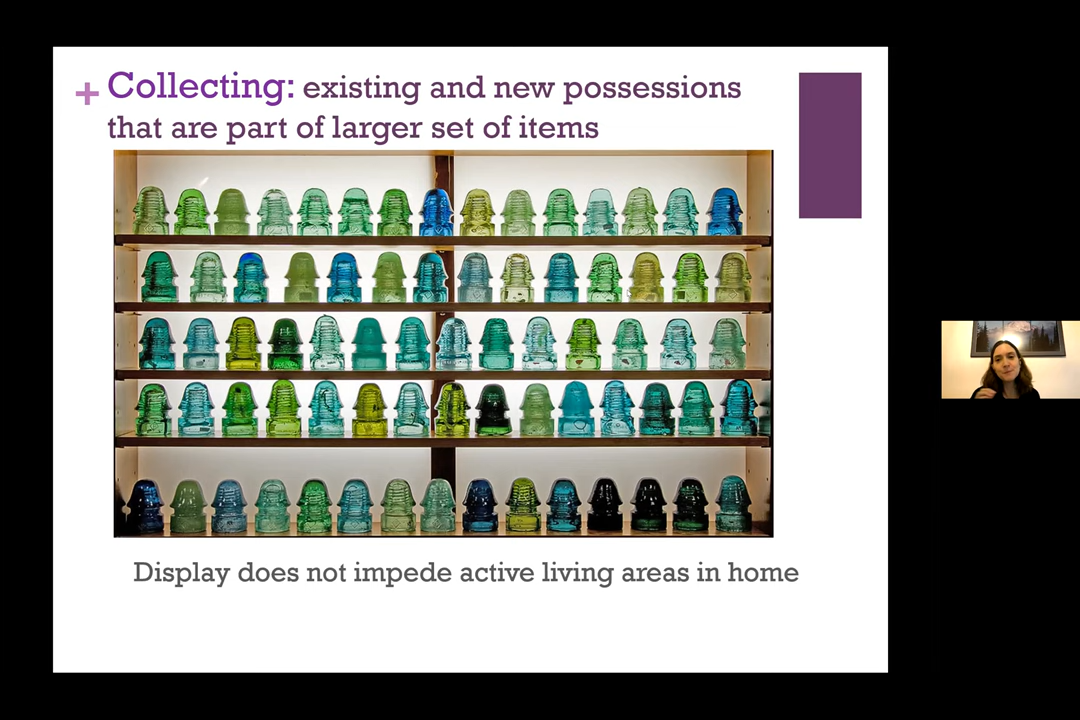 + Collecting: existing and new possessions
that are part of larger set of items
Display does not impede active living areas in home